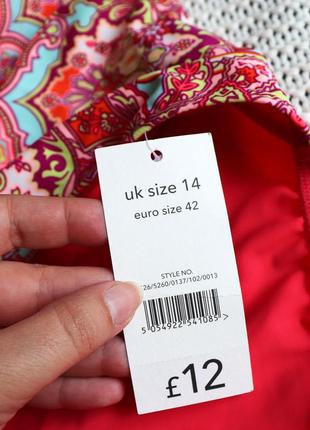 uk size 14
euro size 42
STYLE NO.
26/5260/0137/102/0013
5 054922 541085 >
£12